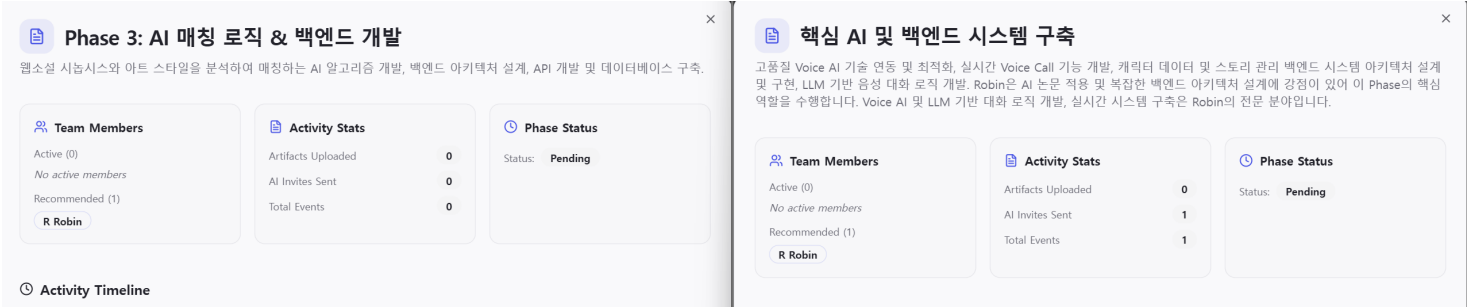 Phase 3: AI 매칭 로직 & 백엔드 개발
웹소설 시놉시스와 아트 스타일을 분석하여 매칭하는 AI 알고리즘 개발, 백엔드 아키텍처 설계, API 개발 및 데이터베이스 구축.
Team Members
Active (0)
No active members
Recommended (1)
R Robin
Activity Stats
Artifacts Uploaded 0
AI Invites Sent 0
Total Events 0
Phase Status
Status: Pending
Activity Timeline
핵심 AI 및 백엔드 시스템 구축
고품질 Voice AI 기술 연동 및 최적화, 실시간 Voice Call 기능 개발, 캐릭터 데이터 및 스토리 관리 백엔드 시스템 아키텍처 설계
및 구현, LLM 기반 음성 대화 로직 개발. Robin은 AI 논문 적용 및 복잡한 백엔드 아키텍처 설계에 강점이 있어 이 Phase의 핵심
역할을 수행합니다. Voice AI 및 LLM 기반 대화 로직 개발, 실시간 시스템 구축은 Robin의 전문 분야입니다.
Team Members
Active (0)
No active members
Recommended (1)
R Robin
Activity Stats
Artifacts Uploaded 0
AI Invites Sent 1
Total Events 1
Phase Status
Status: Pending